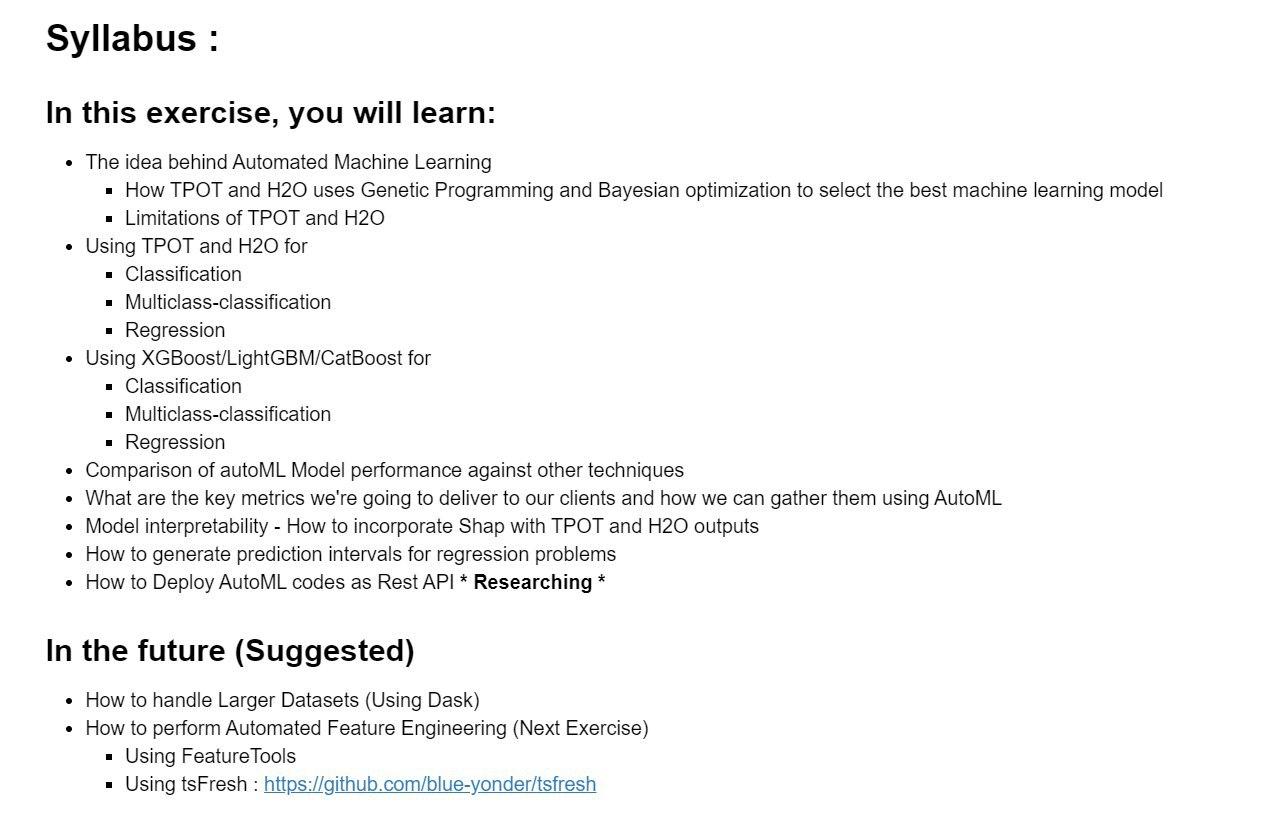 Syllabus :
In this exercise, you will learn:
The idea behind Automated Machine Learning
How TPOT and H2O uses Genetic Programming and Bayesian optimization to select the best machine learning model
Limitations of TPOT and H2O
Using TPOT and H2O for
Classification
Multiclass-classification
Regression
Using XGBoost/LightGBM/CatBoost for
Classification
Multiclass-classification
Regression
Comparison of autoML Model performance against other techniques
What are the key metrics we're going to deliver to our clients and how we can gather them using AutoML
Model interpretability - How to incorporate Shap with TPOT and H2O outputs
How to generate prediction intervals for regression problems
How to Deploy AutoML codes as Rest API * Researching *
In the future (Suggested)
How to handle Larger Datasets (Using Dask)
How to perform Automated Feature Engineering (Next Exercise)
Using FeatureTools
Using tsFresh : https://github.com/blue-yonder/tsfresh